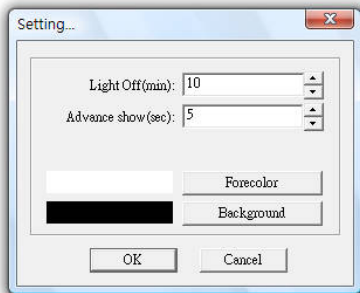 Setting...
Light Off(min): 10
Advance show(sec): 5
Forecolor
Background
OK Cancel